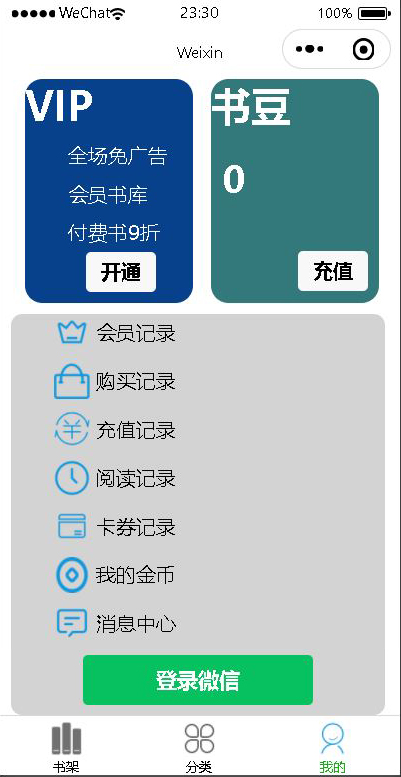 WeChat 23:30 100%
Weixin
VIP
全场免广告
会员书库
付费书9折
开通
书豆
0
充值
会员记录
购买记录
充值记录
阅读记录
卡券记录
我的金币
消息中心
登录微信
书架 分类 我的